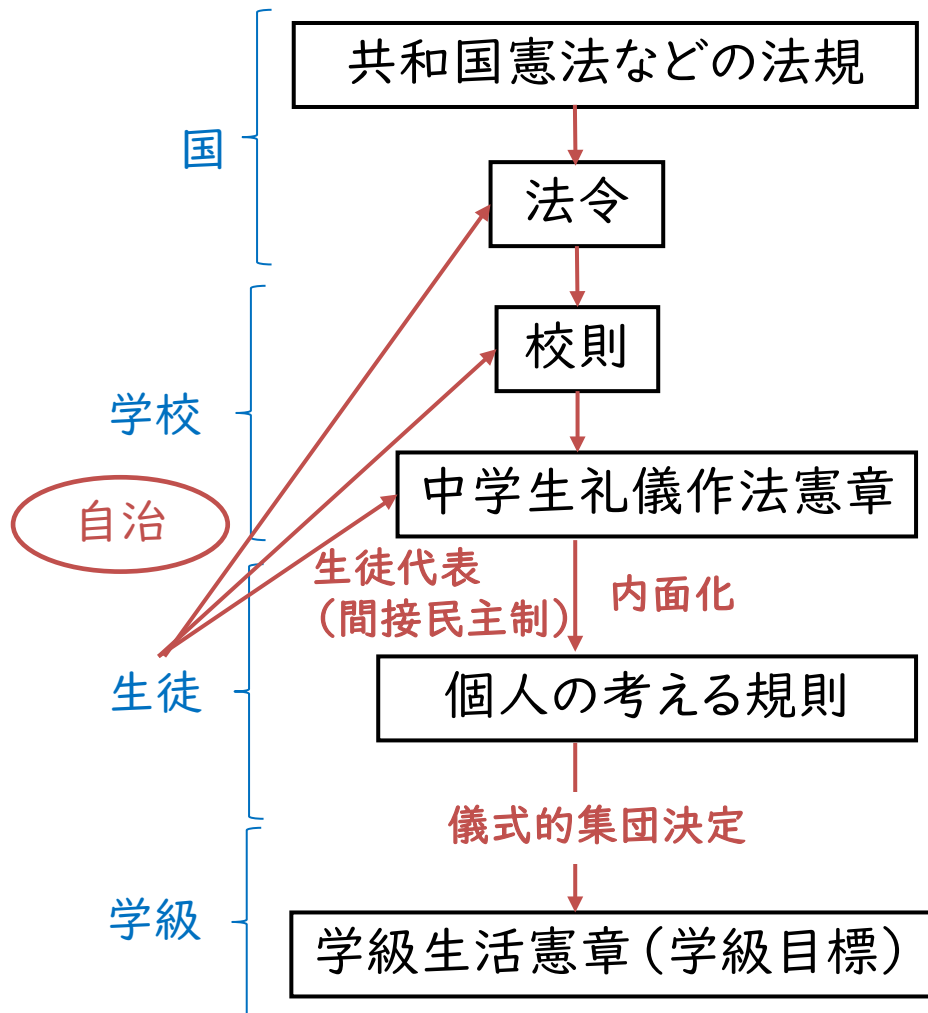 共和国憲法などの法規
国
法令
校則
学校
中学生礼儀作法憲章
自治
生徒代表
（間接民主制）
内面化
生徒
個人の考える規則
儀式的集団決定
学級
学級生活憲章（学級目標）